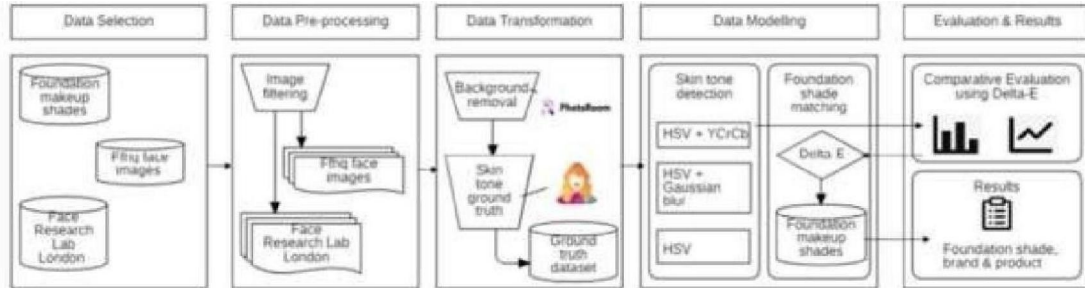 Data Selection
Data Pre-processing
Data Transformation
Data Modelling
Evaluation & Results
Foundation
makeup
shades
Ffhq face
images
Face
Research
Lab
London
Image
filtering
Ffhq face
images
Face
Research Lab
London
Background
removal
PhotoRoom
Skin
tone
ground
truth
Ground
truth
dataset
Skin tone
detection
HSV + YCrCb
HSV +
Gaussian
blur
HSV
Foundation
shade
matching
Delta-E
Foundation
makeup
shades
Comparative Evaluation
using Delta-E
Results
Foundation shade,
brand & product